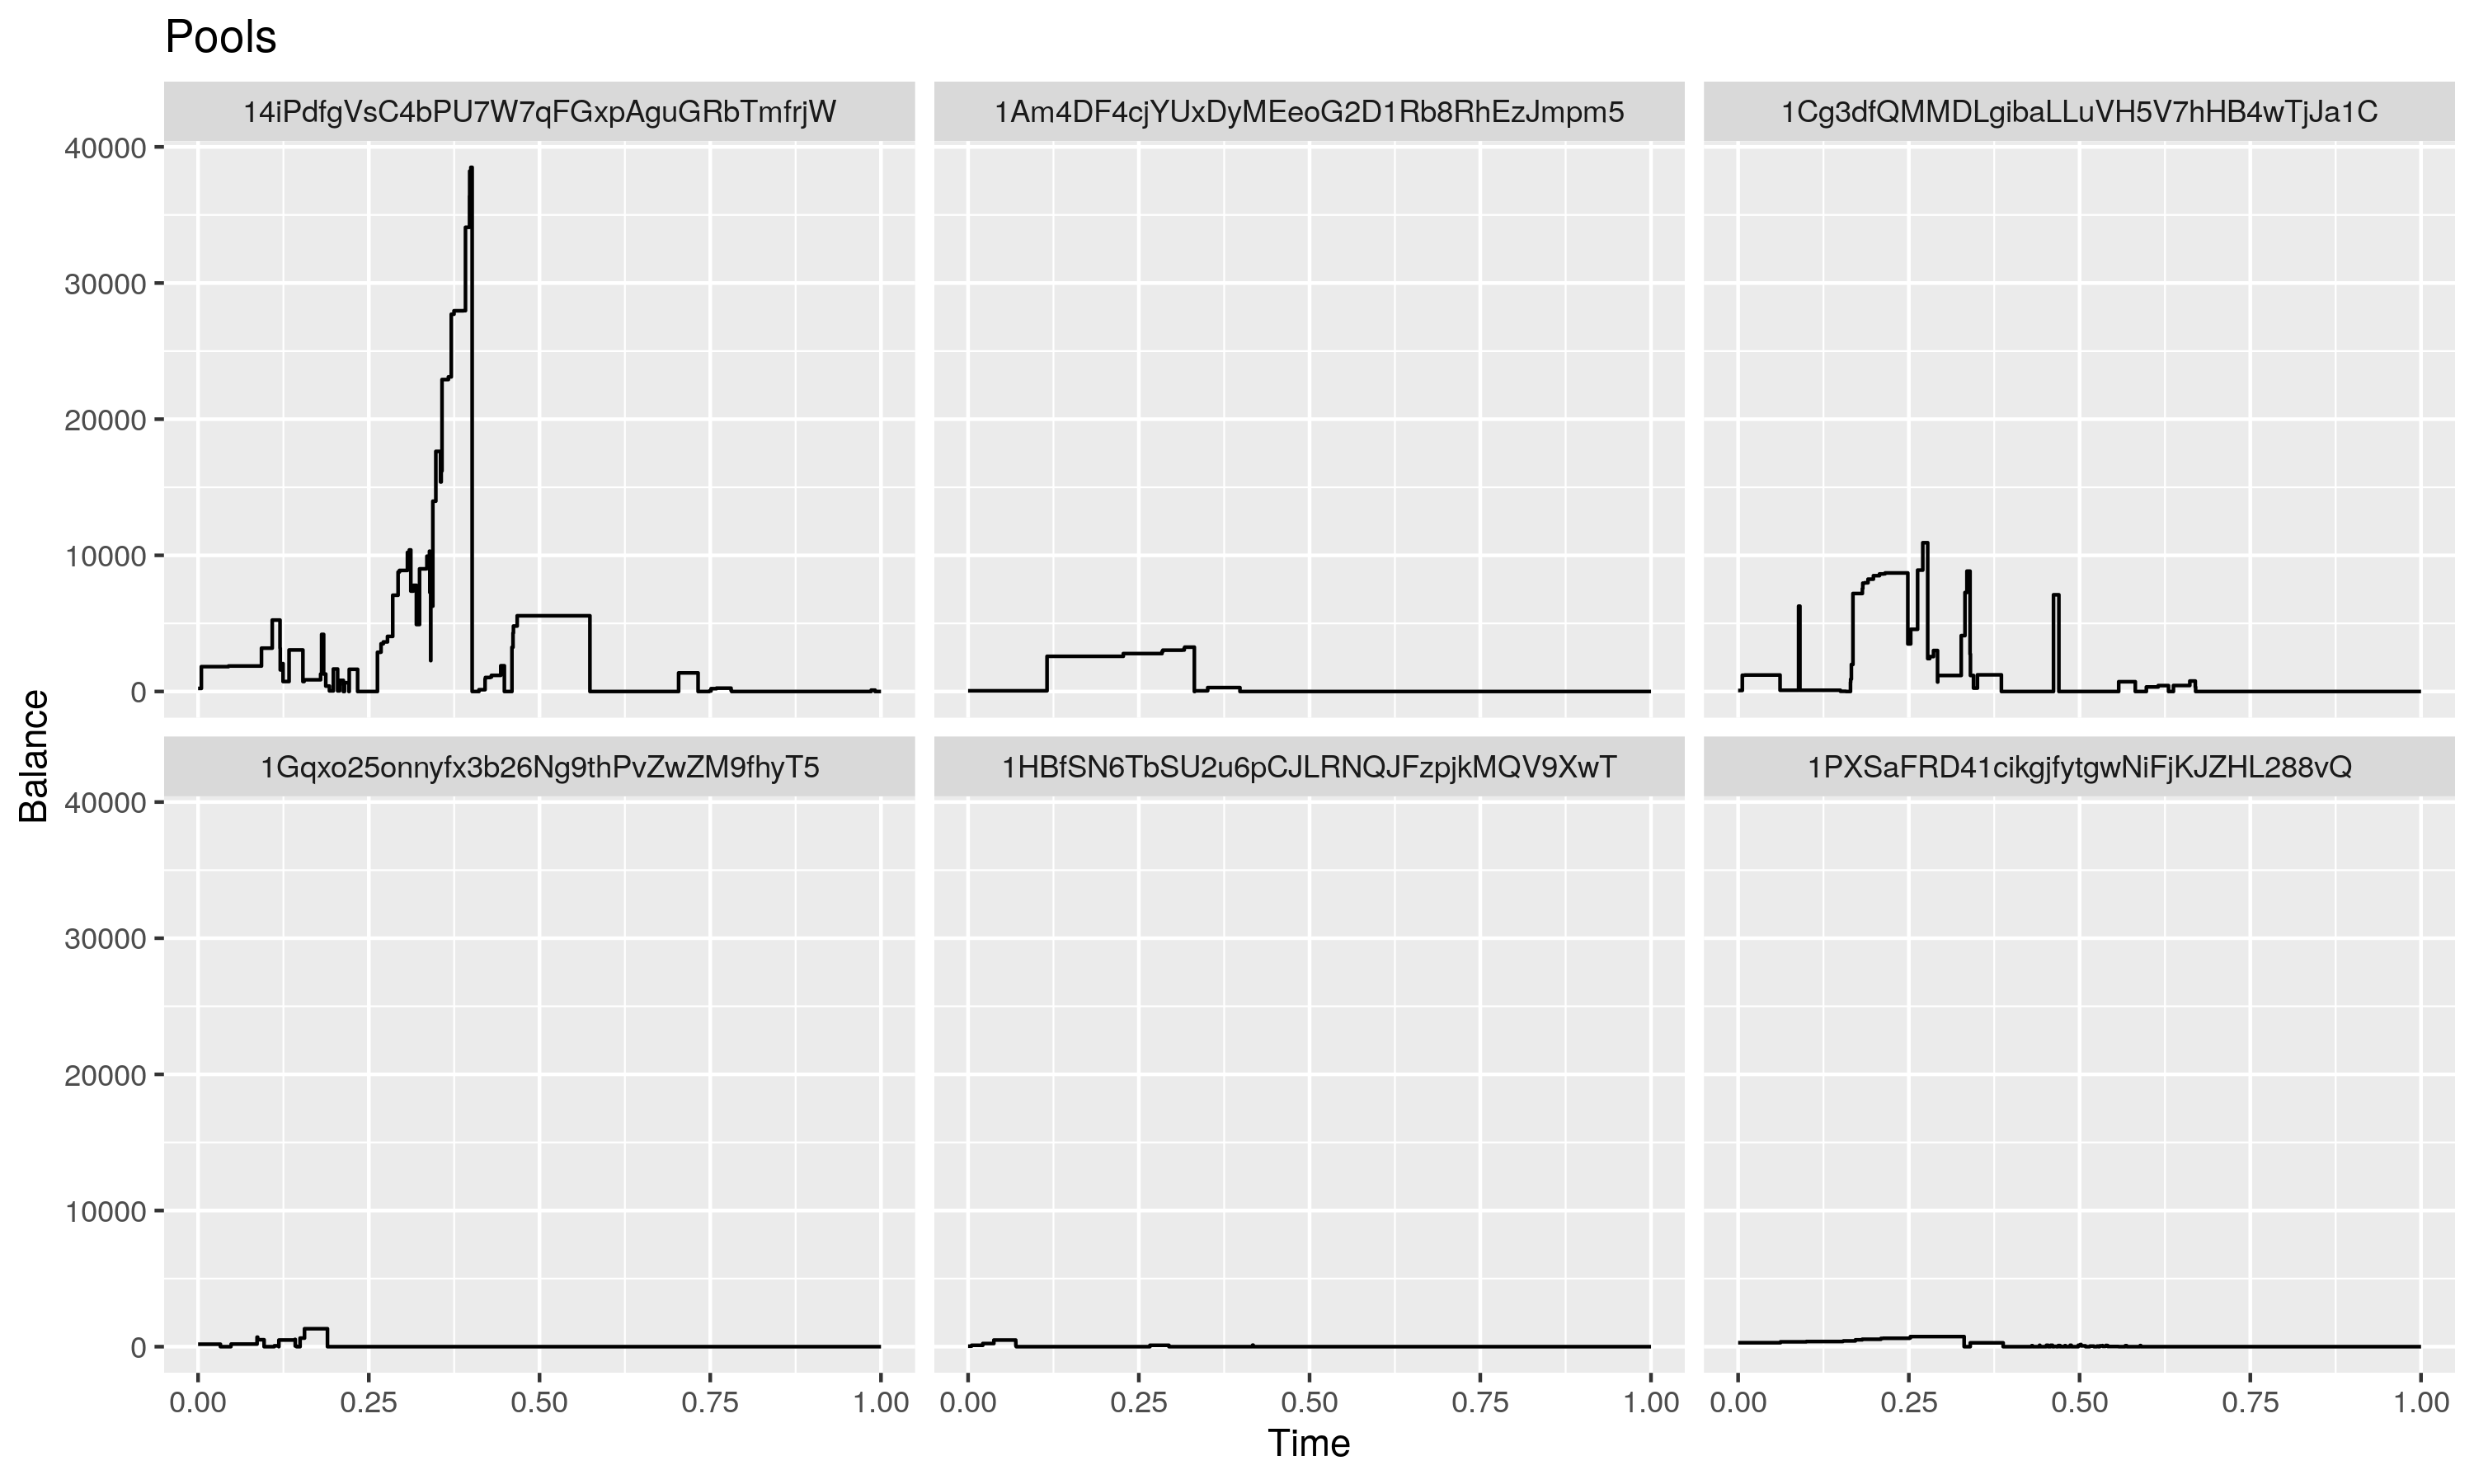 Pools
14iPdfgVsC4bPU7W7qFGxpAguGRbTmfrjW 1Am4DF4cjYUxDyMEeoG2D1Rb8RhEzJmpm5 1Cg3dfQMMDLgibaLLuVH5V7hHB4wTjJa1C
40000
30000
20000
10000
0
Balance
1Gqxo25onnyfx3b26Ng9thPvZwZM9fhyT5 1HBfSN6TbSU2u6pCJLRNQJFzpjkMQV9XwT 1PXSaFRD41cikgjfytgwNiFjKJZHL288vQ
40000
30000
20000
10000
0
0.00 0.25 0.50 0.75 1.00 0.00 0.25 0.50 0.75 1.00 0.00 0.25 0.50 0.75 1.00
Time